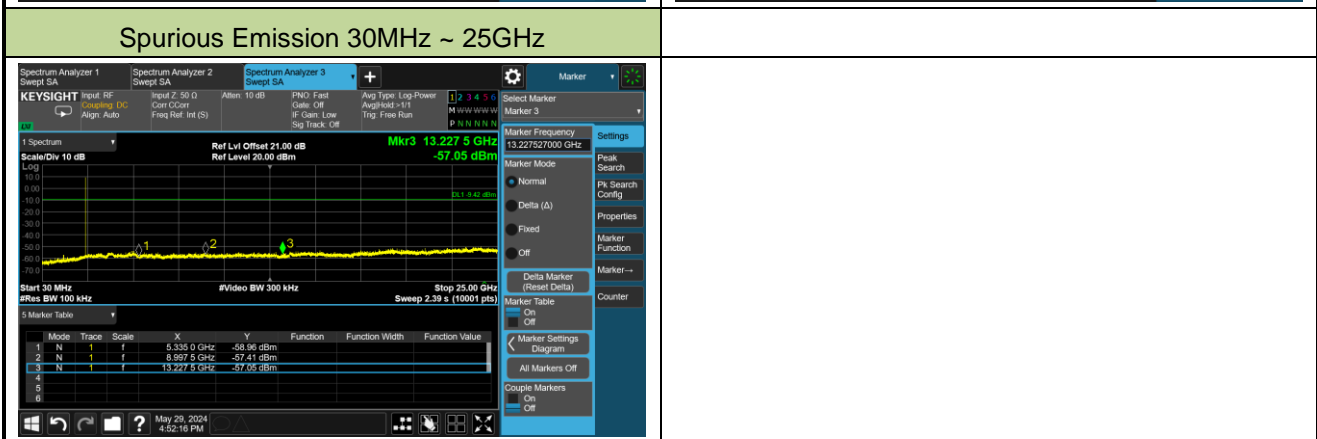 Spurious Emission 30MHz ~ 25GHz
Spectrum Analyzer 1
Swept SA
Spectrum Analyzer 2
Swept SA
Spectrum Analyzer 3
Swept SA
Marker
KEYSIGHT
Input: RF
Coupling: DC
Align: Auto
Input Z: 50 Ω
Corr CCorr
Freq Ref: Int (S)
Atten: 10 dB
PNO: Fast
Gate: Off
IF Gain: Low
Sig Track: Off
Avg Type: Log-Power
Avg|Hold:>1/1
Trig: Free Run
1 2 3 4 5 6
M W W W W W
P N N N N N
Select Marker
Marker 3
1 Spectrum
Scale/Div 10 dB
Ref Lvl Offset 21.00 dB
Ref Level 20.00 dBm
Mkr3 13.227 5 GHz
-57.05 dBm
Log
10.0
0.00
-10.0
-20.0
-30.0
-40.0
-50.0
-60.0
-70.0
DL1 -9.42 dBm
1
2
3
Start 30 MHz
#Res BW 100 kHz
#Video BW 300 kHz
Stop 25.00 GHz
Sweep 2.39 s (10001 pts)
5 Marker Table
Mode Trace Scale X Y Function Function Width Function Value
1 N 1 f 5.335 0 GHz -58.96 dBm
2 N 1 f 8.997 5 GHz -57.41 dBm
3 N 1 f 13.227 5 GHz -57.05 dBm
4
5
6
Marker Frequency
13.227527000 GHz
Marker Mode
Normal
Delta (Δ)
Fixed
Off
Delta Marker
(Reset Delta)
Marker Table
On
Off
Marker Settings
Diagram
All Markers Off
Couple Markers
On
Off
Settings
Peak
Search
Pk Search
Config
Properties
Marker
Function
Marker→
Counter
May 29, 2024
4:52:16 PM